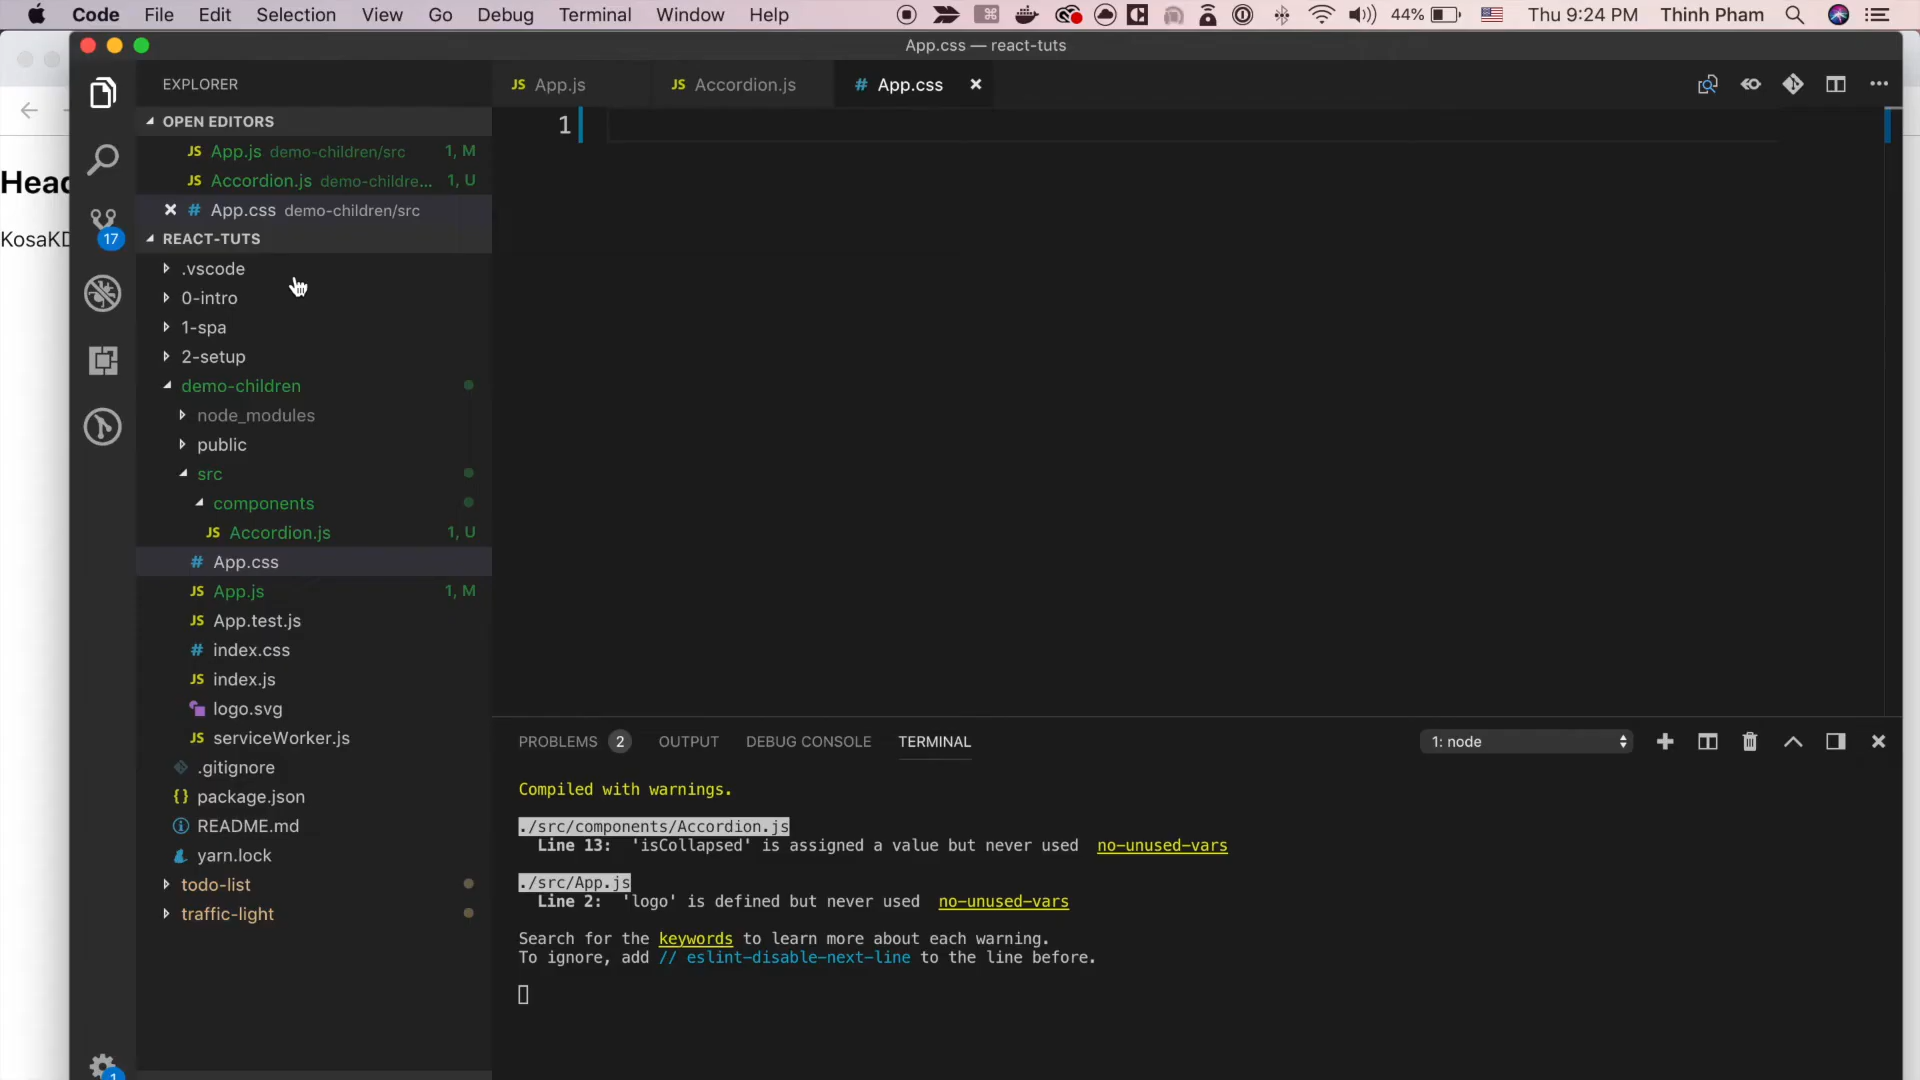 Code File Edit Selection View Go Debug Terminal Window Help 44% Thu 9:24 PM Thinh Pham
App.css — react-tuts
EXPLORER
JS App.js JS Accordion.js # App.css
OPEN EDITORS
JS App.js demo-children/src 1, M
JS Accordion.js demo-childre... 1, U
# App.css demo-children/src
REACT-TUTS
.vscode
0-intro
1-spa
2-setup
demo-children
node_modules
public
src
components
JS Accordion.js 1, U
# App.css
JS App.js 1, M
JS App.test.js
# index.css
JS index.js
logo.svg
JS serviceWorker.js
.gitignore
{} package.json
README.md
yarn.lock
todo-list
traffic-light
17
1
1
PROBLEMS 2 OUTPUT DEBUG CONSOLE TERMINAL 1: node
Compiled with warnings.
./src/components/Accordion.js
Line 13: 'isCollapsed' is assigned a value but never used no-unused-vars
./src/App.js
Line 2: 'logo' is defined but never used no-unused-vars
Search for the keywords to learn more about each warning.
To ignore, add // eslint-disable-next-line to the line before.